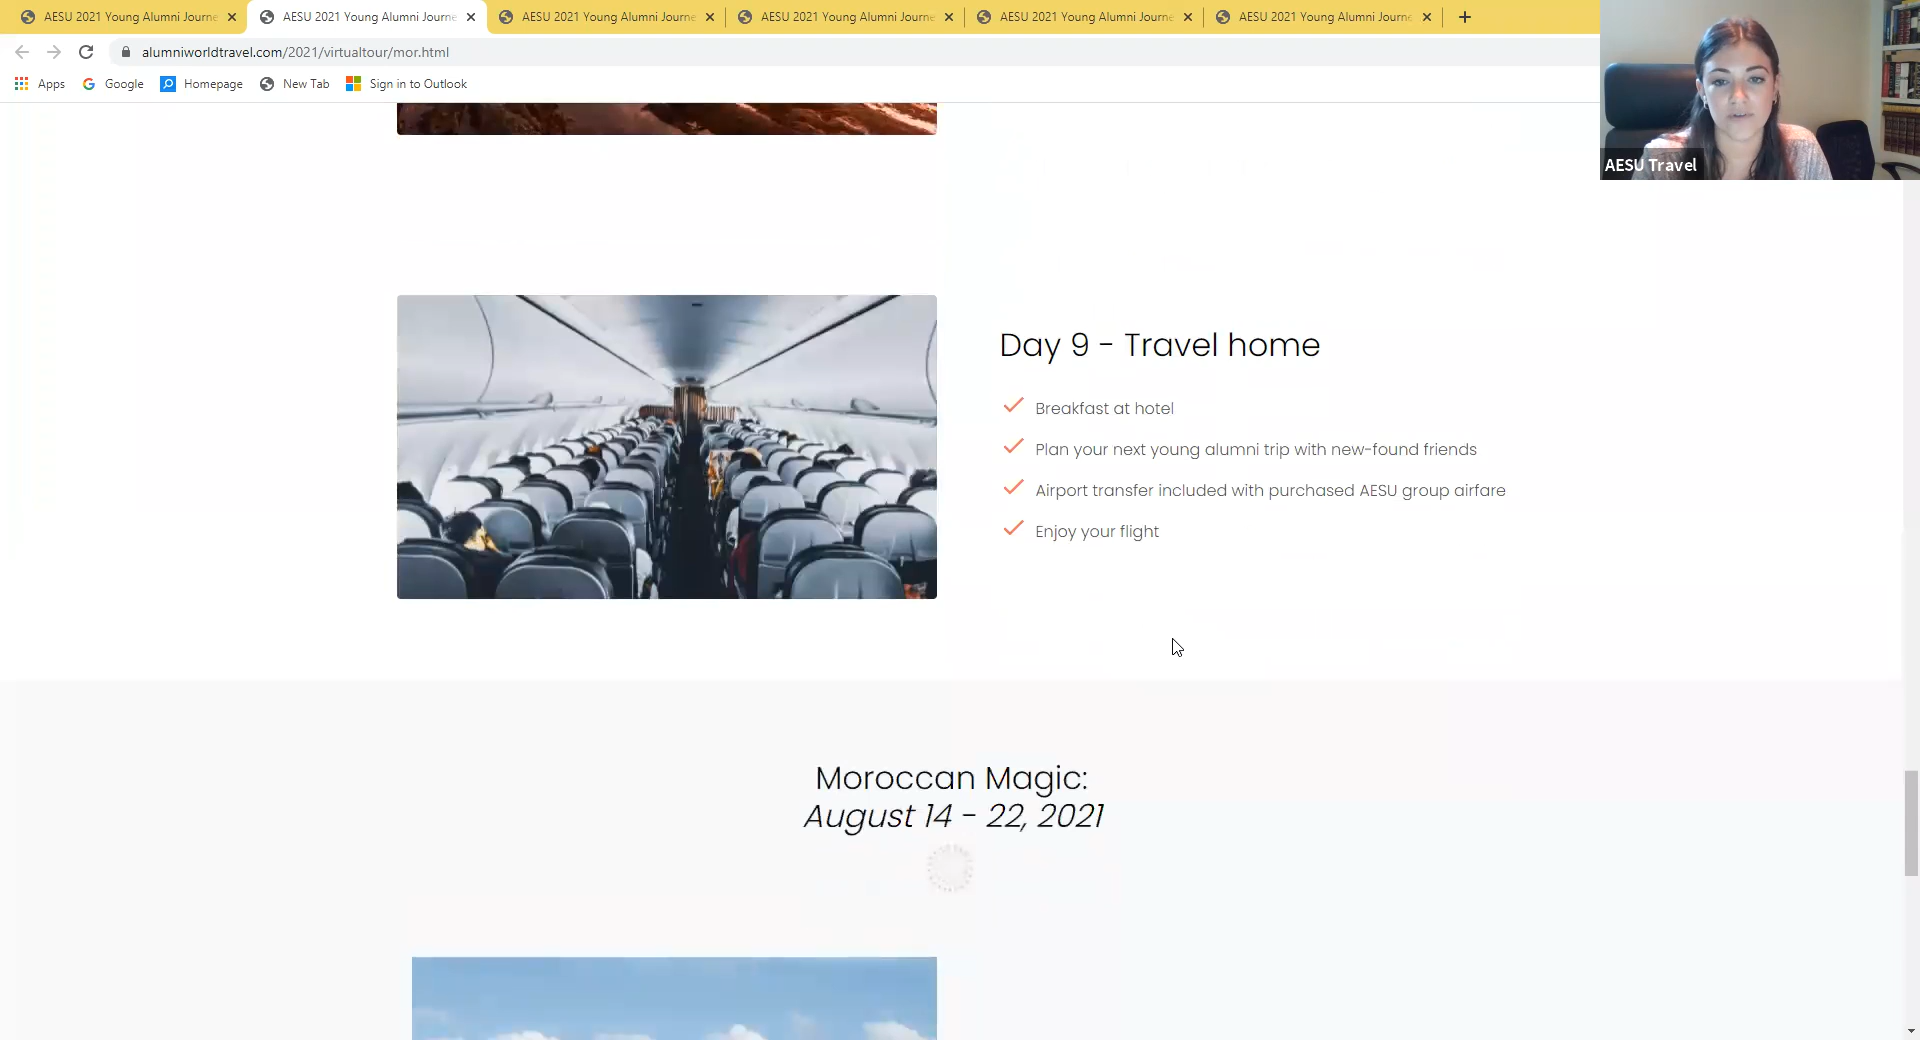 AESU 2021 Young Alumni Journe
AESU 2021 Young Alumni Journe
AESU 2021 Young Alumni Journe
AESU 2021 Young Alumni Journe
AESU 2021 Young Alumni Journe
AESU 2021 Young Alumni Journe
alumniworldtravel.com/2021/virtualtour/mor.html
Apps
Google
Homepage
New Tab
Sign in to Outlook
AESU Travel
Day 9 - Travel home
Breakfast at hotel
Plan your next young alumni trip with new-found friends
Airport transfer included with purchased AESU group airfare
Enjoy your flight
Moroccan Magic:
August 14 - 22, 2021